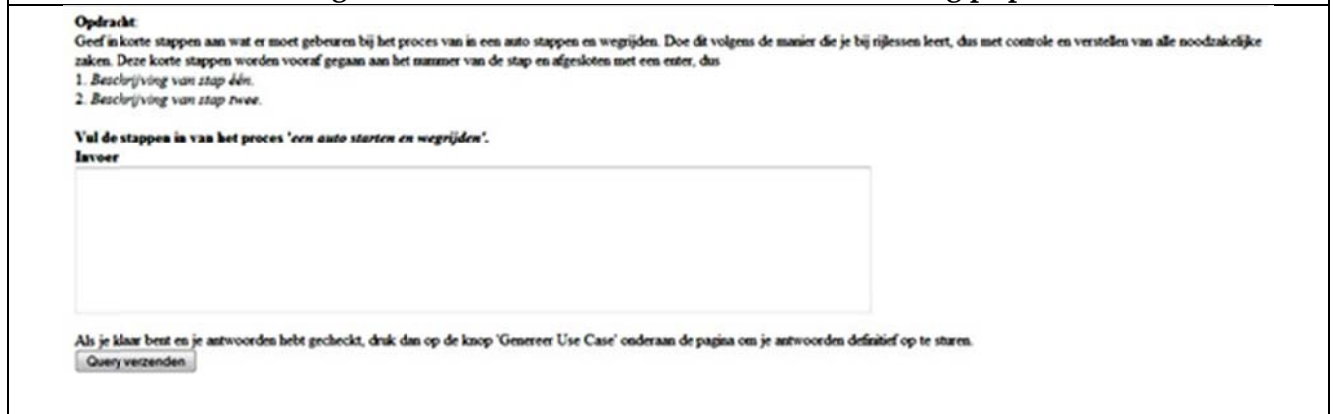 Opdracht
Geef in korte stappen aan wat er moet gebeuren bij het proces van in een auto stappen en wegrijden. Doe dit volgens de manier die je bij rijlessen leert, dus met controle en verstellen van alle noodzakelijke
zaken. Deze korte stappen worden vooraf gegaan aan het nummer van de stap en afgesloten met een enter, dus
1. Beschrijving van stap één.
2. Beschrijving van stap twee.
Vul de stappen in van het proces 'een auto starten en wegrijden'.
Invoer
Als je klaar bent en je antwoorden hebt gecheckt, druk dan op de knop 'Genereer Use Case' onderaan de pagina om je antwoorden definitief op te sturen.
Query verzenden